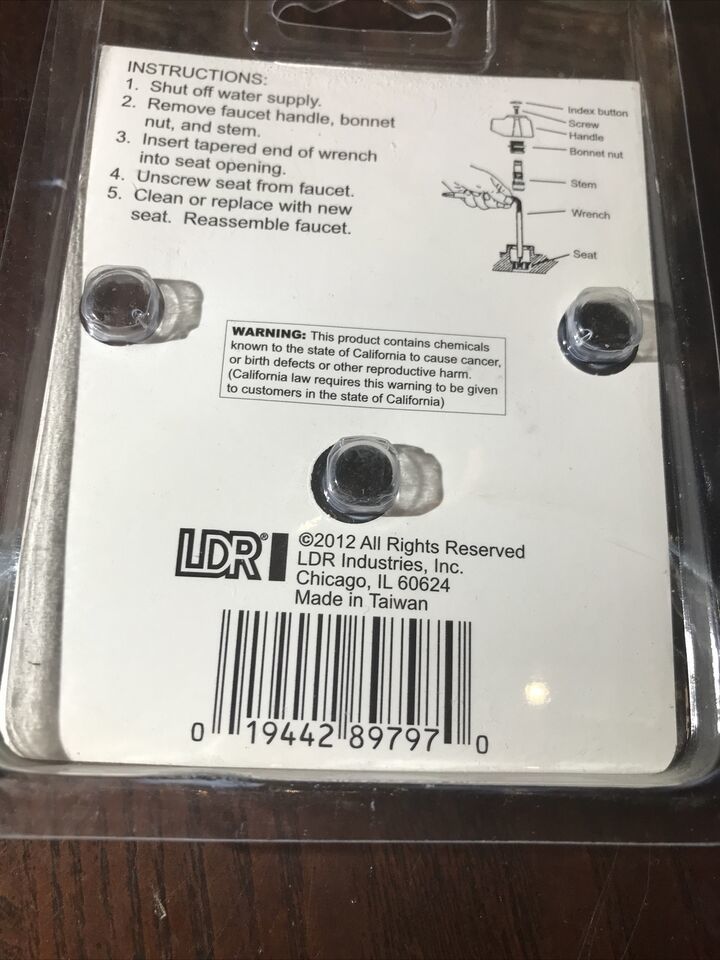 INSTRUCTIONS:
1. Shut off water supply.
2. Remove faucet handle, bonnet
nut, and stem.
3. Insert tapered end of wrench
into seat opening.
4. Unscrew seat from faucet.
5. Clean or replace with new
seat. Reassemble faucet.
Index button
Screw
Handle
Bonnet nut
Stem
Wrench
Seat
WARNING: This product contains chemicals
known to the state of California to cause cancer,
or birth defects or other reproductive harm.
(California law requires this warning to be given
to customers in the state of California)
LDR®
©2012 All Rights Reserved
LDR Industries, Inc.
Chicago, IL 60624
Made in Taiwan
0 19442 89797 0